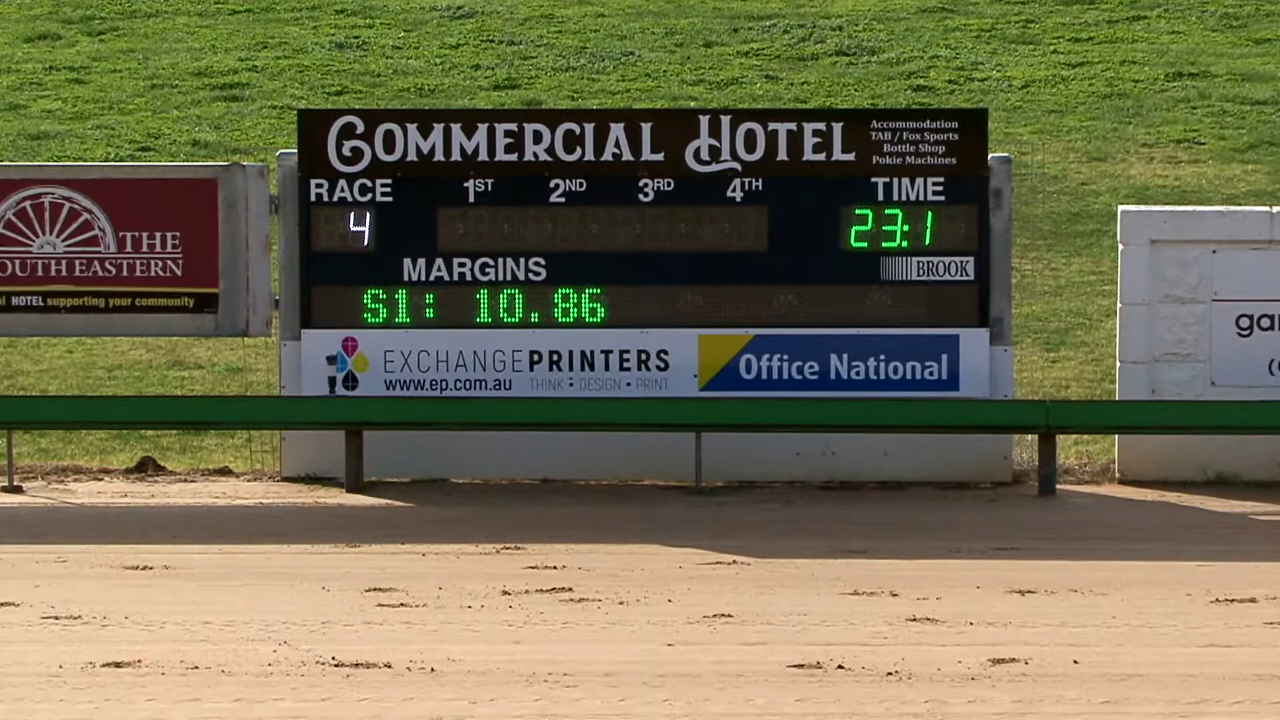 COMMERCIAL HOTEL
Accommodation
TAB / Fox Sports
Bottle Shop
Pokie Machines
RACE 1ST 2ND 3RD 4TH TIME
4 23:1
MARGINS
BROOK
S1: 10.86
EXCHANGEPRINTERS
www.ep.com.au THINK : DESIGN • PRINT
Office National
THE
OUTH EASTERN
HOTEL supporting your community
gar
(